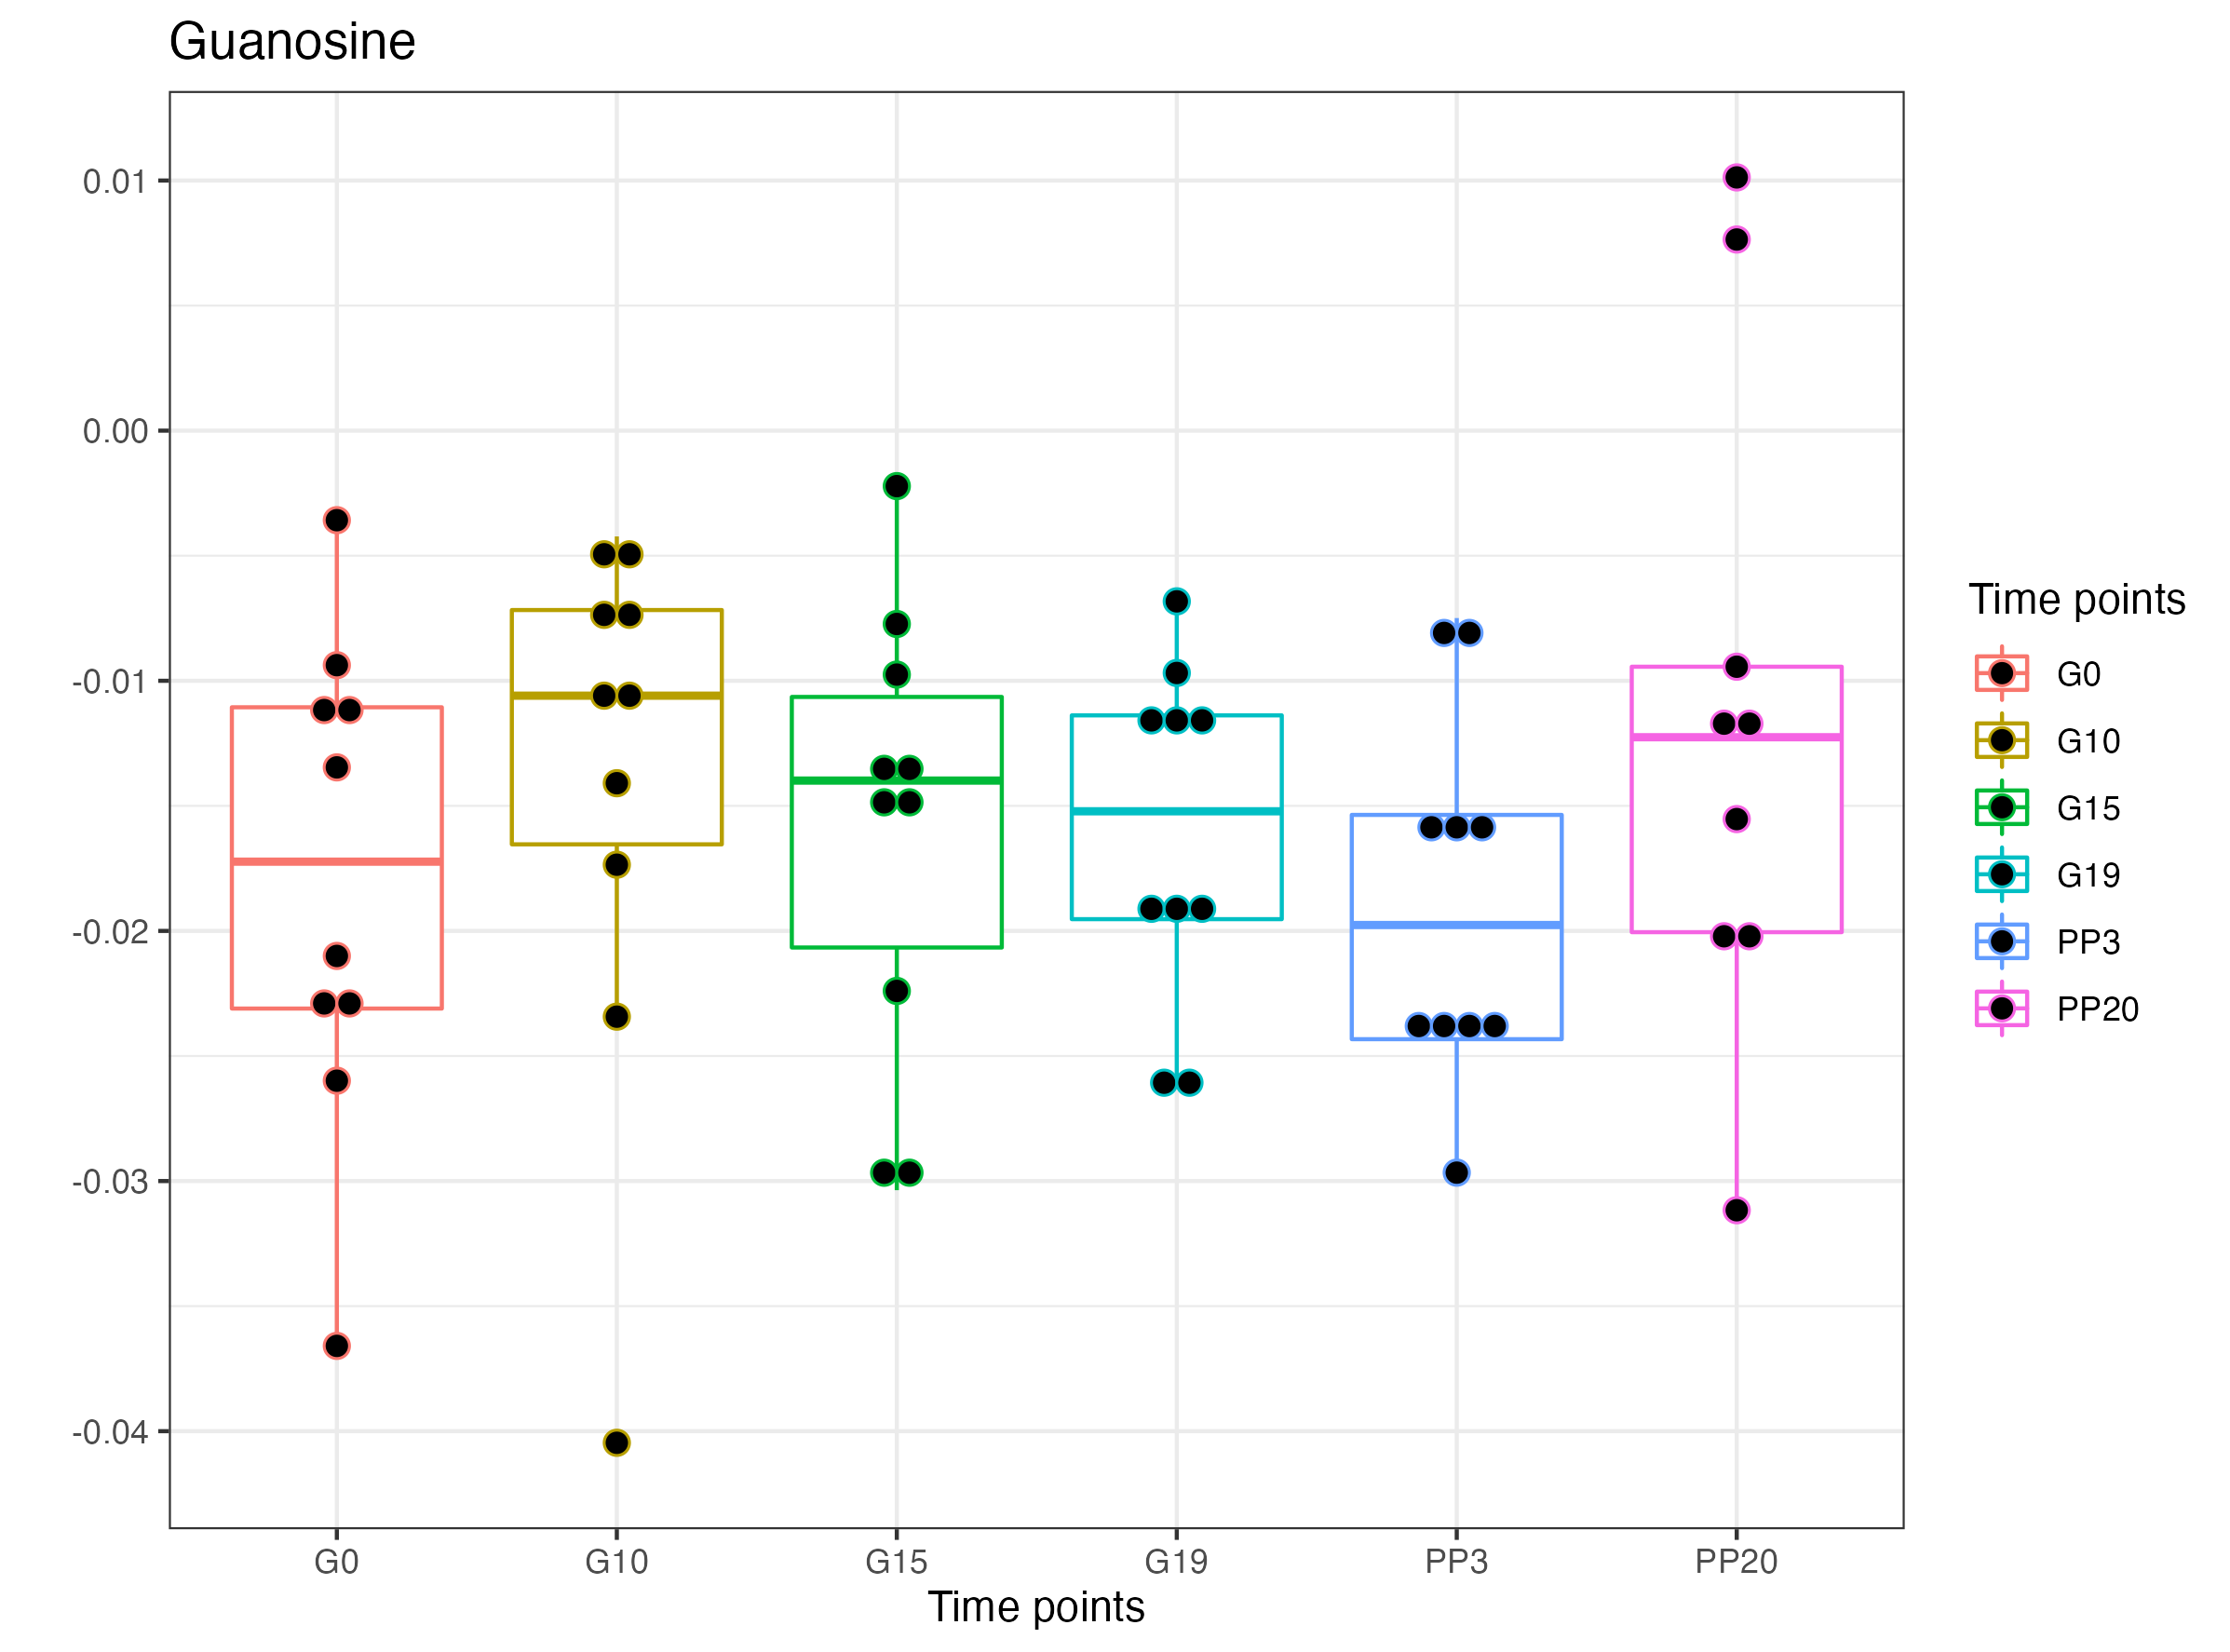 Guanosine
0.01
0.00
-0.01
-0.02
-0.03
-0.04
G0 G10 G15 G19 PP3 PP20
Time points
Time points
G0
G10
G15
G19
PP3
PP20